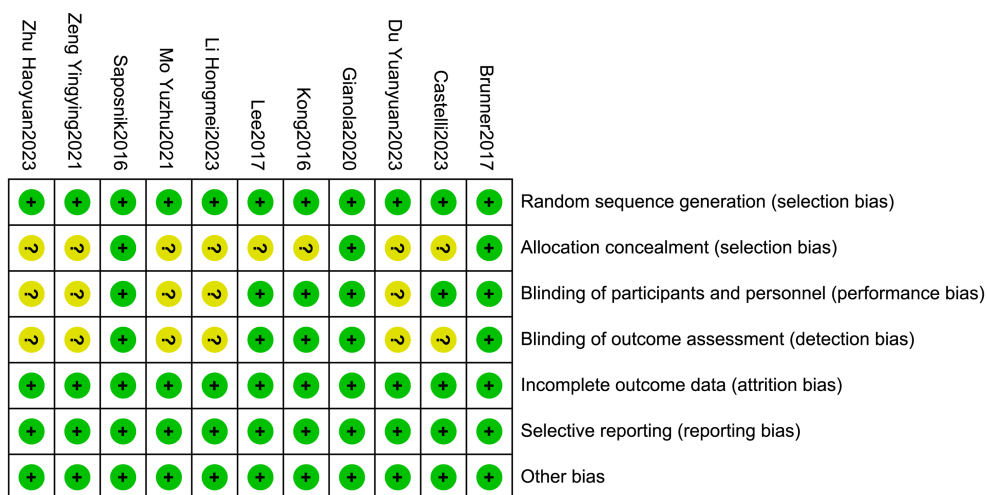 Zhu Haoyuan2023
Zeng Yingying2021
Saposnik2016
Mo Yuzhu2021
Li Hongmei2023
Lee2017
Kong2016
Gianola2020
Du Yuanyuan2023
Castelli2023
Brunner2017
+ + + + + + + + + + + Random sequence generation (selection bias)
? ? + ? ? ? ? + ? ? + Allocation concealment (selection bias)
? ? + ? ? + + + ? + + Blinding of participants and personnel (performance bias)
? ? + ? ? + + + ? ? + Blinding of outcome assessment (detection bias)
+ + + + + + + + + + + Incomplete outcome data (attrition bias)
+ + + + + + + + + + + Selective reporting (reporting bias)
+ + + + + + + + + + + Other bias